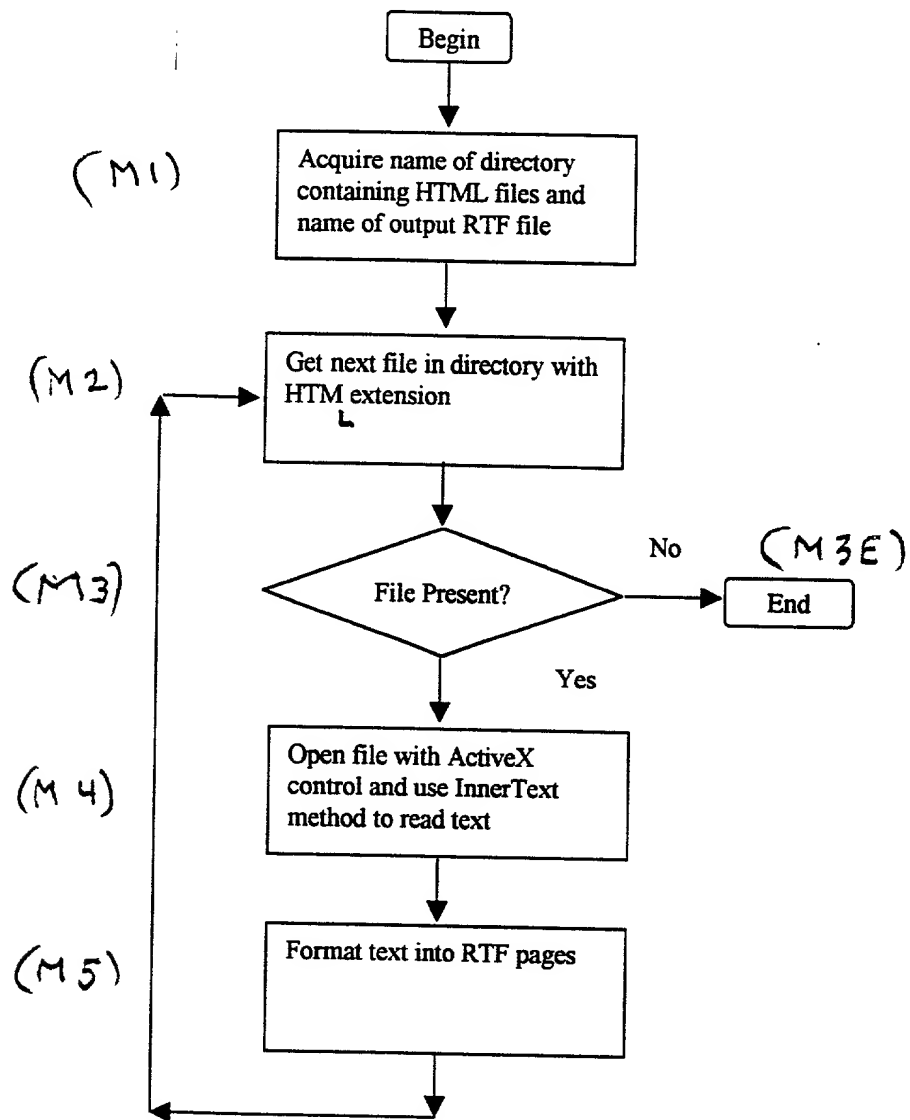 Begin
(M1)
Acquire name of directory
containing HTML files and
name of output RTF file
(M2)
Get next file in directory with
HTM extension
L
(M3)
File Present?
No
(M3E)
End
Yes
(M4)
Open file with ActiveX
control and use InnerText
method to read text
(M5)
Format text into RTF pages